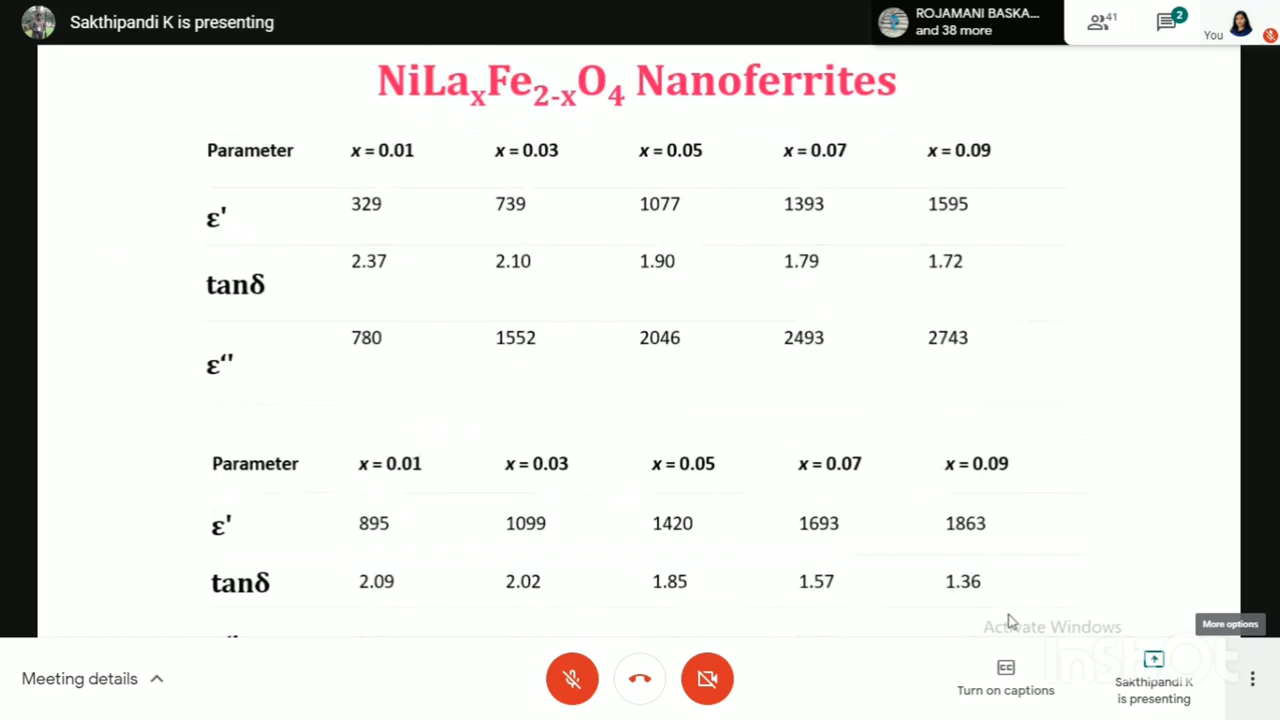 Sakthipandi K is presenting
ROJAMANI BASKA...
and 38 more
41
2
You
NiLaxFe2-xO4 Nanoferrites
Parameter x = 0.01 x = 0.03 x = 0.05 x = 0.07 x = 0.09
ε' 329 739 1077 1393 1595
tanδ 2.37 2.10 1.90 1.79 1.72
ε" 780 1552 2046 2493 2743
Parameter x = 0.01 x = 0.03 x = 0.05 x = 0.07 x = 0.09
ε' 895 1099 1420 1693 1863
tanδ 2.09 2.02 1.85 1.57 1.36
Activate Windows
More options
InShOt
Meeting details
CC
Turn on captions
Sakthipandi K
is presenting